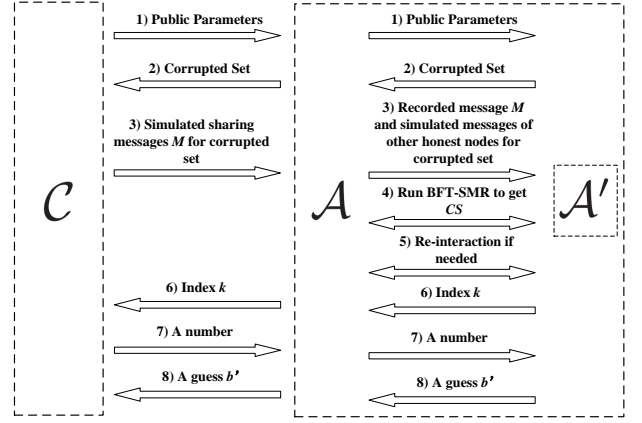 1) Public Parameters
2) Corrupted Set
3) Simulated sharing
messages M for corrupted
set
6) Index k
7) A number
8) A guess b′
C
1) Public Parameters
2) Corrupted Set
3) Recorded message M
and simulated messages of
other honest nodes for
corrupted set
4) Run BFT-SMR to get
CS
5) Re-interaction if
needed
6) Index k
7) A number
8) A guess b′
A
A′